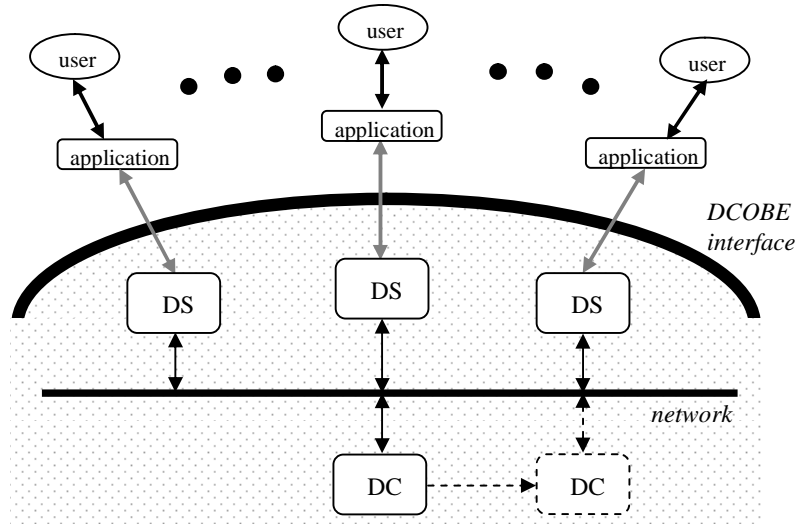 user
user
user
application
application
application
DCOBE
interface
DS
DS
DS
network
DC
DC